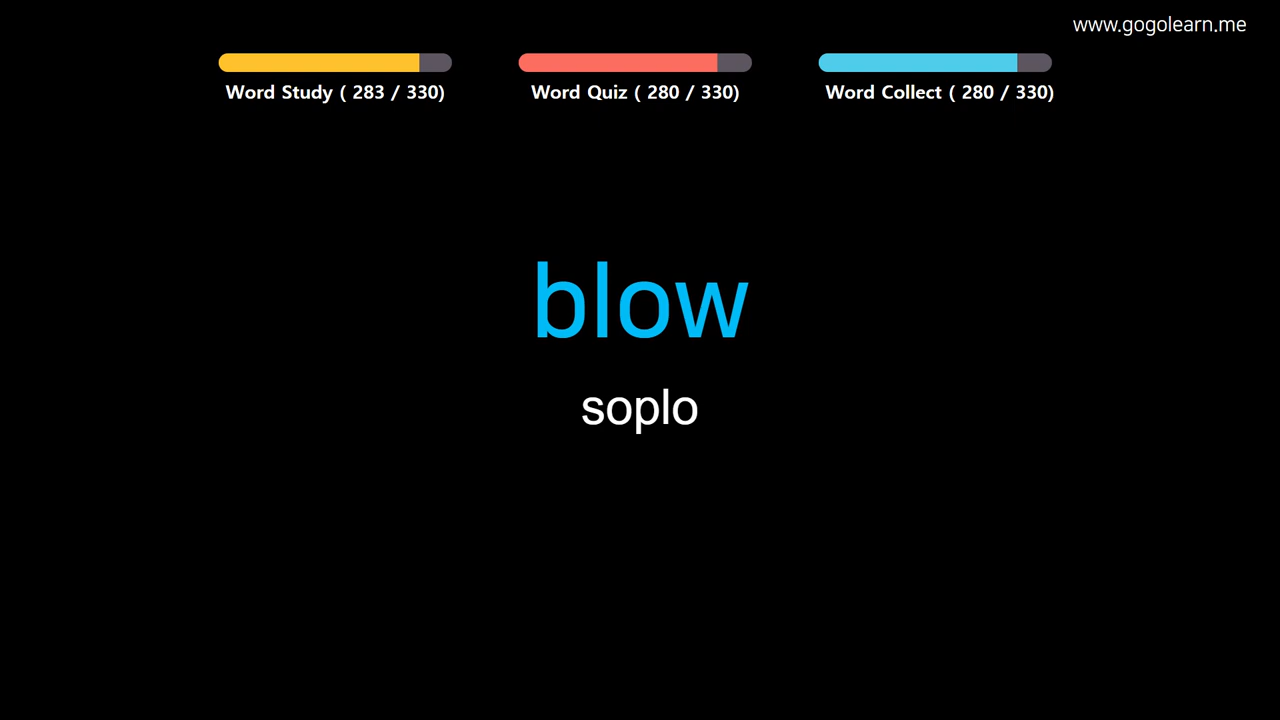 www.gogolearn.me
Word Study ( 283 / 330)
Word Quiz ( 280 / 330)
Word Collect ( 280 / 330)
blow
soplo